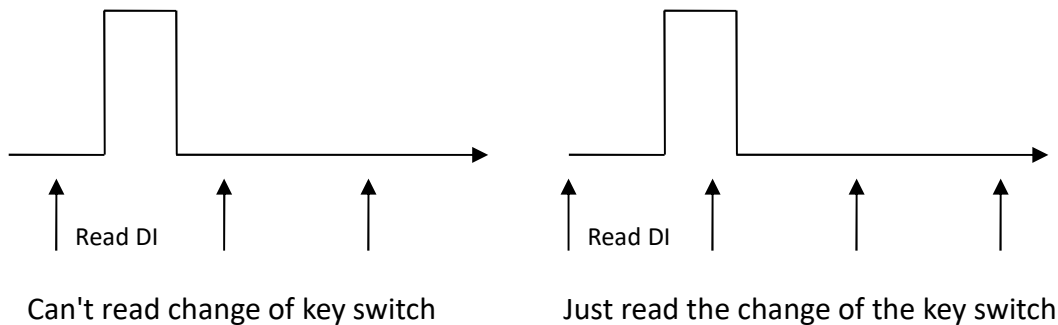 Read DI
Read DI
Can't read change of key switch
Just read the change of the key switch